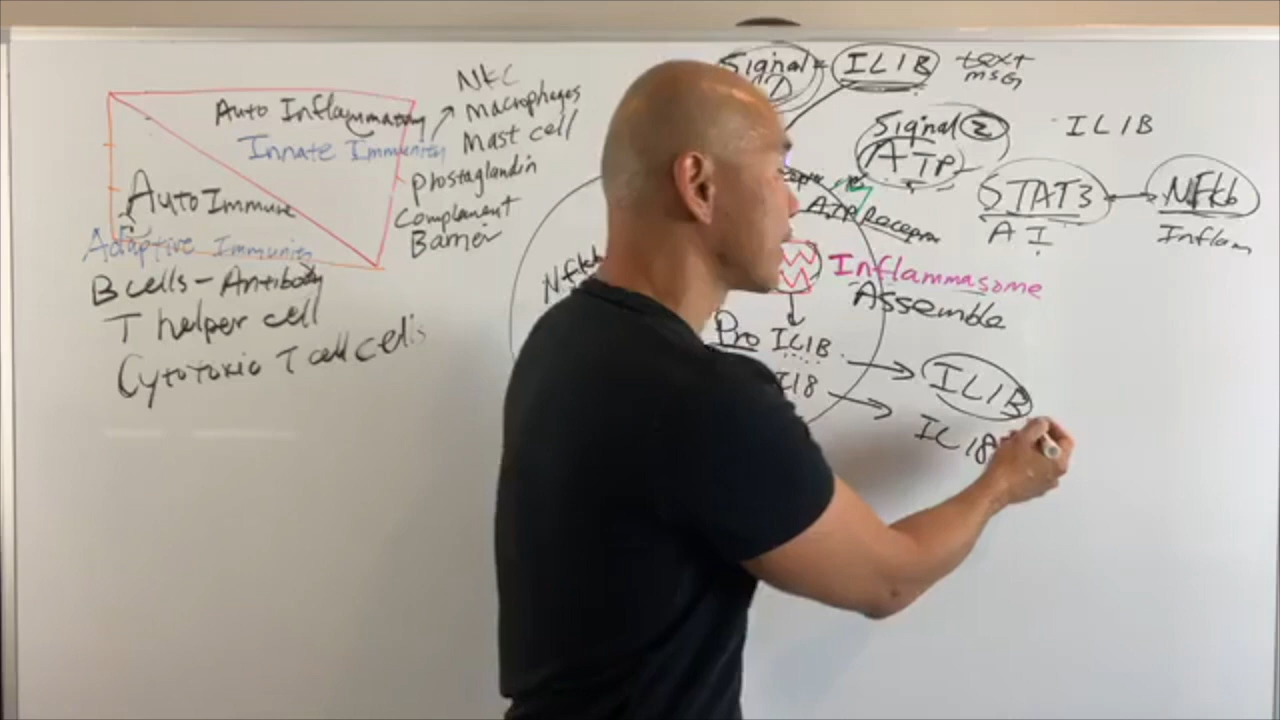 Auto Inflammatory
Innate Immunity
Auto Immune
Adaptive Immunity
B cells - Antibody
T helper cell
Cytotoxic T cell cells
NKC
Macrophages
Mast cell
prostaglandin
Complement
Barrier
Signal
IL1B
text
msg
Signal 2
ATP
IL1B
STAT3
NFkb
AI
Inflam
ATP Receptor
Nfkb
Inflammasome
Assemble
Pro IL1B
IL1B
IL18